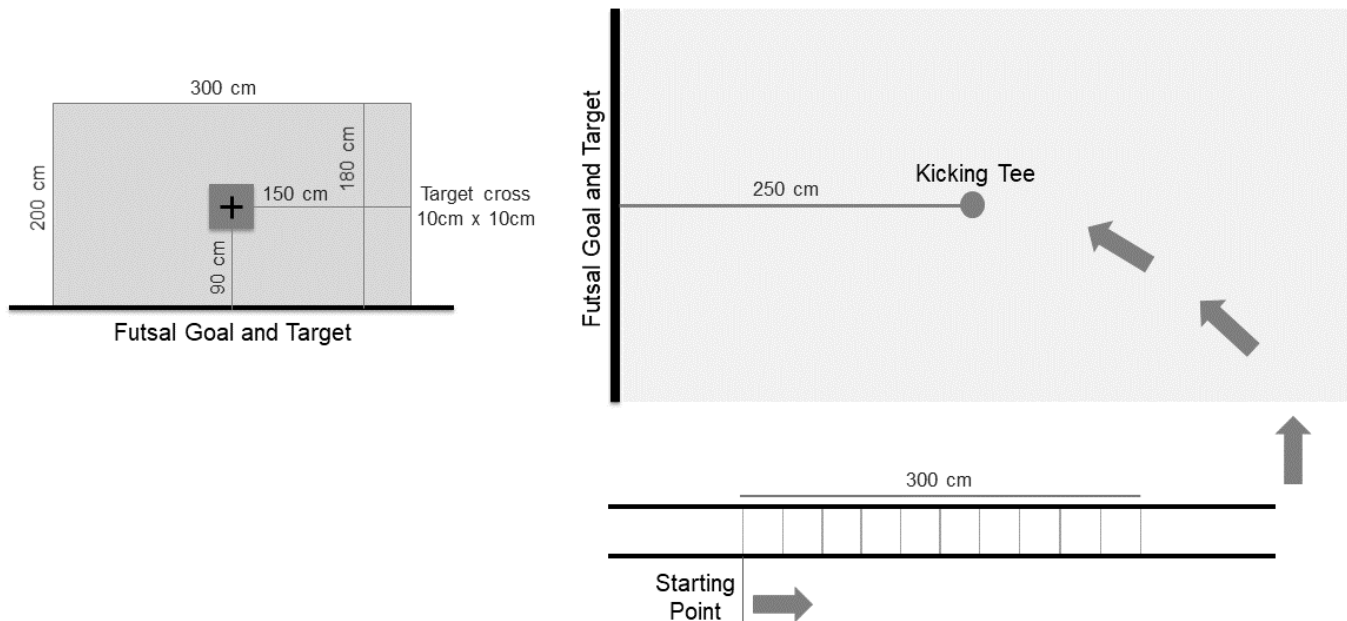 300 cm
200 cm
180 cm
150 cm
Target cross
10cm x 10cm
90 cm
Futsal Goal and Target
Futsal Goal and Target
250 cm
Kicking Tee
300 cm
Starting
Point